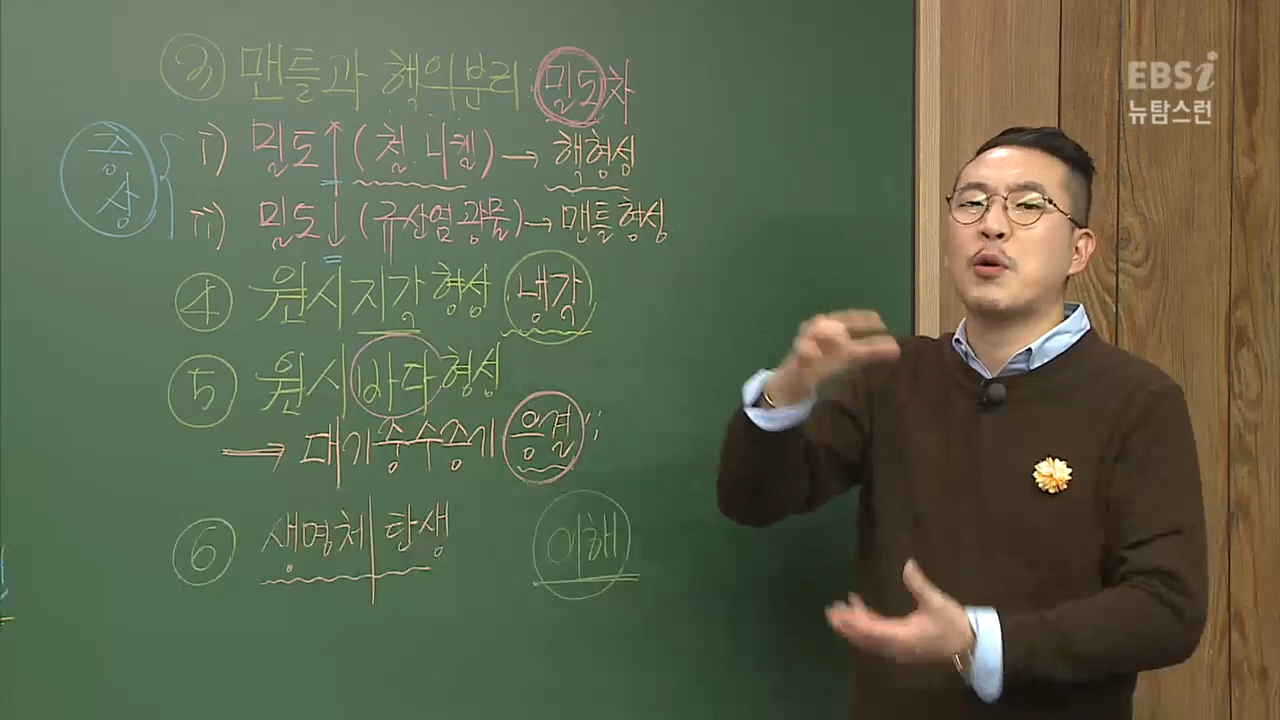 ③ 맨틀과 핵의분리 밀도차
층상
i) 밀도↑(철.니켈)→ 핵형성
ii) 밀도↓(규산염광물)→맨틀형성
④ 원시지각형성 냉각
⑤ 원시바다형성
→ 대기중수증기 응결
⑥ 생명체탄생 이해
EBSi
뉴탐스런